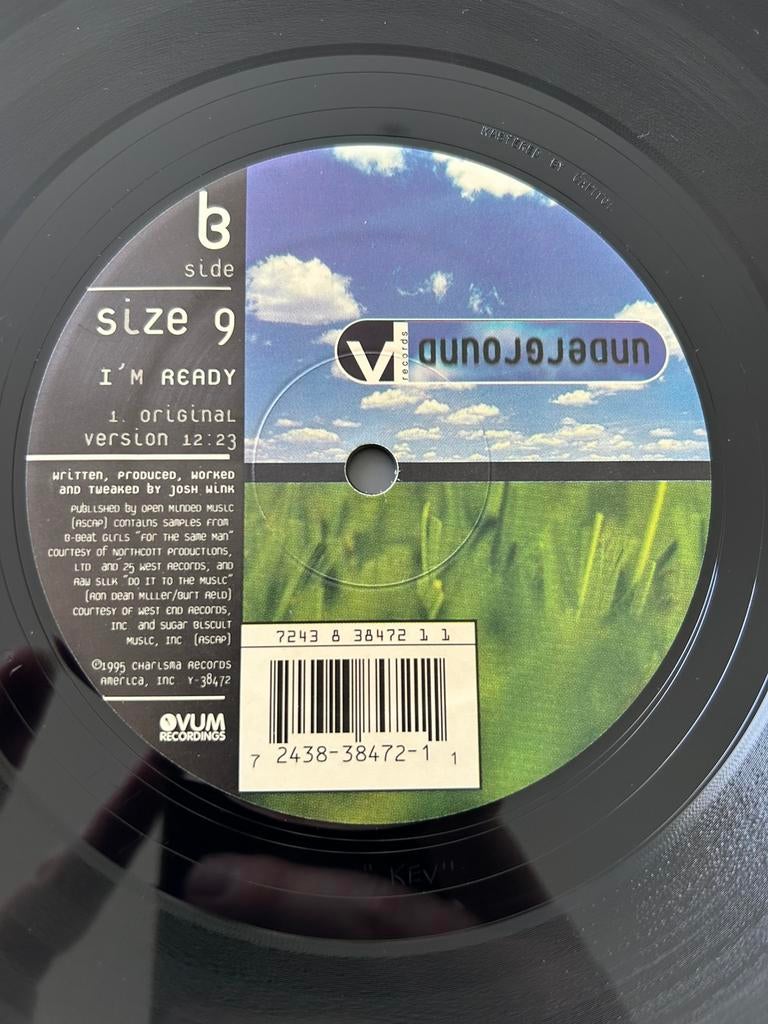 MASTERED BY CAPITOL
b
side
size 9
I'M READY
1. original
version 12:23
written, produced, worked
and tweaked by Josh Wink
published by Open Minded Music
(ASCAP) contains samples from
B-Beat Girls "For The Same Man"
courtesy of Northcott Productions,
LTD. and 25 West Records; and
Raw Silk "Do It To The Music"
(Ron Dean Miller/Burt Reid)
courtesy of West End Records,
Inc. and Sugar Biscuit
Music, Inc. (ASCAP)
©1995 Charisma Records
America, Inc. Y-38472
OVUM
RECORDINGS
V records underground
7243 8 38472 1 1
7 2438-38472-1 1
"KEV"